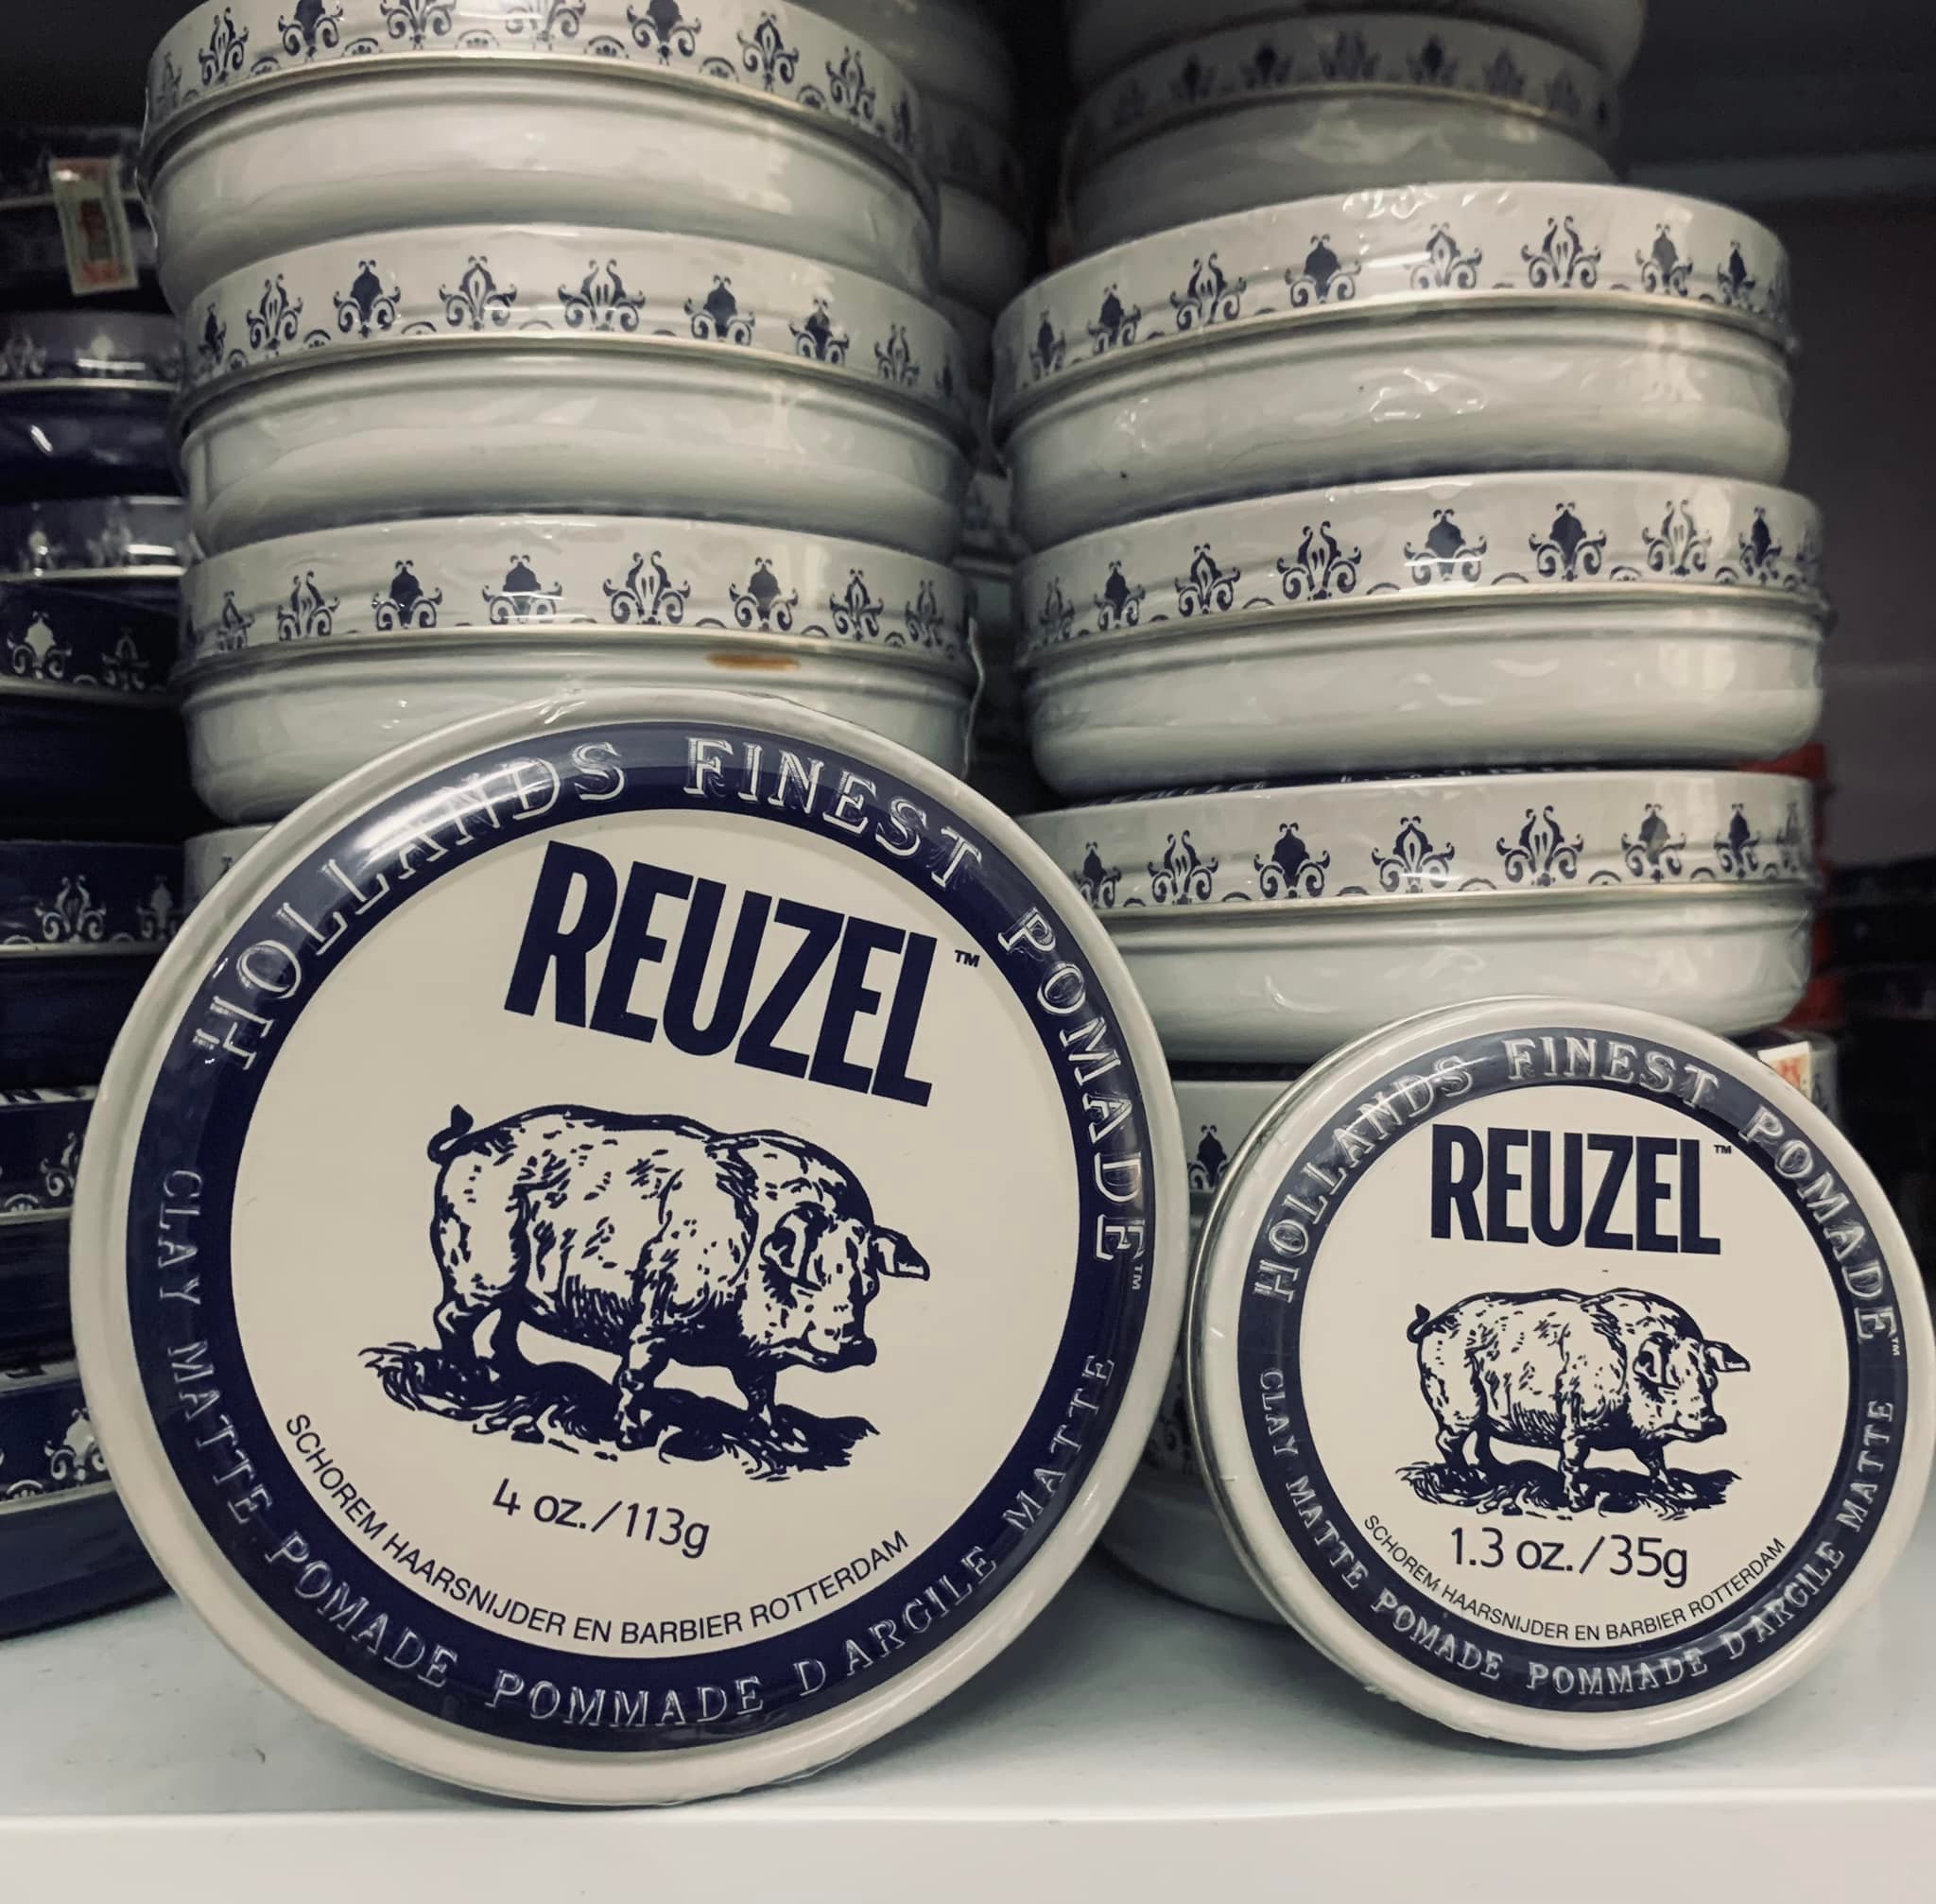 HOLLANDS FINEST POMADE™
REUZEL™
4 oz./113g
SCHOREM HAARSNIJDER EN BARBIER ROTTERDAM
CLAY MATTE POMADE POMMADE D ARGILE MATTE
HOLLANDS FINEST POMADE™
REUZEL™
1.3 oz./35g
SCHOREM HAARSNIJDER EN BARBIER ROTTERDAM
CLAY MATTE POMADE POMMADE D'ARGILE MATTE